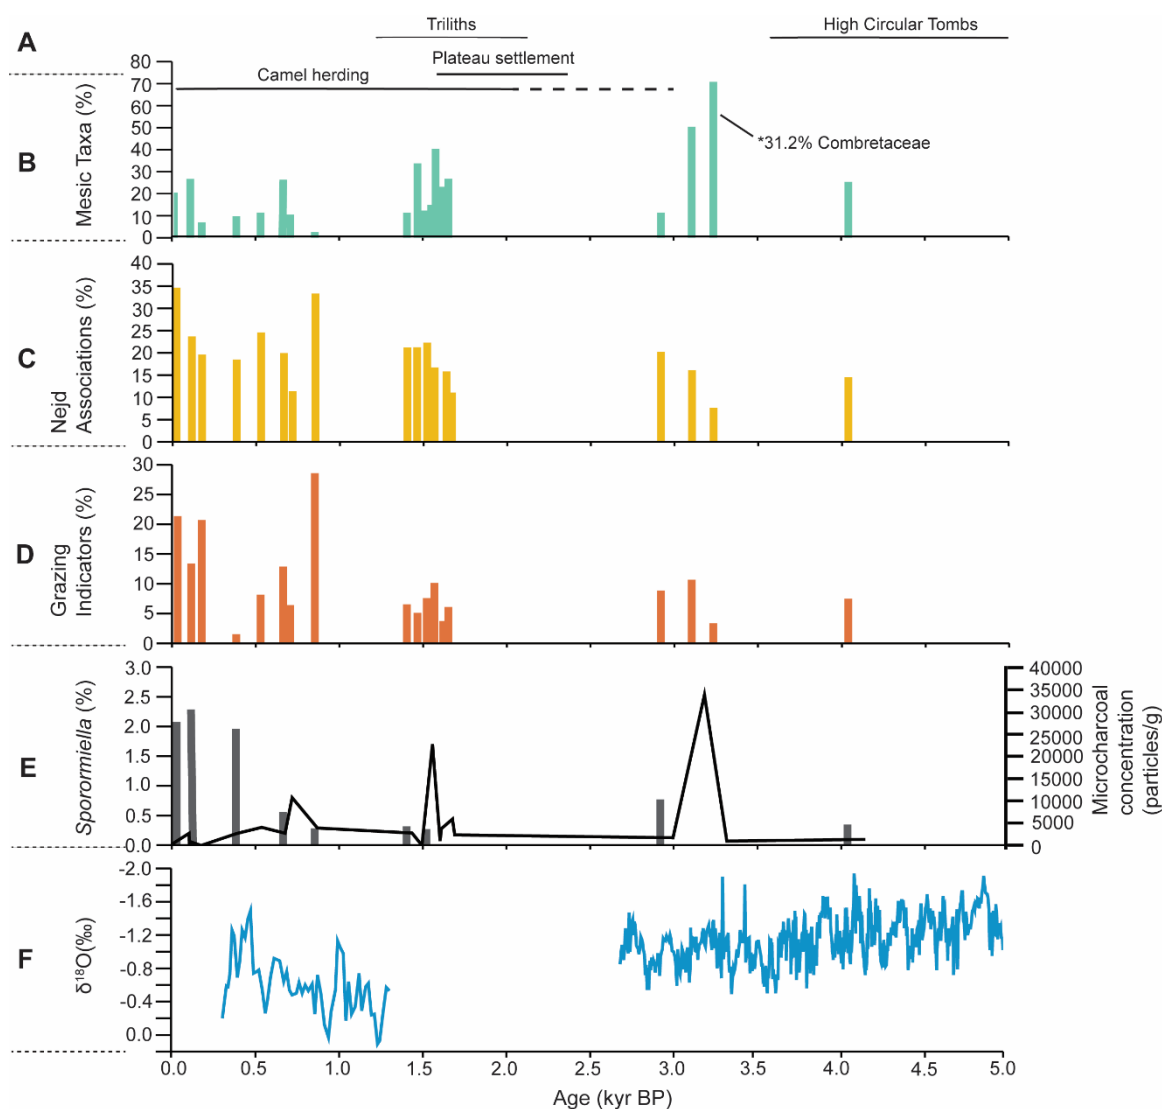 A
Triliths
High Circular Tombs
Plateau settlement
Camel herding
B
Mesic Taxa (%)
80
70
60
50
40
30
20
10
0
*31.2% Combretaceae
C
Nejd
Associations (%)
40
35
30
25
20
15
10
5
0
D
Grazing
Indicators (%)
30
25
20
15
10
5
0
E
Sporormiella (%)
3.0
2.5
2.0
1.5
1.0
0.5
0.0
40000
35000
30000
25000
20000
15000
10000
5000
0
Microcharcoal
concentration
(particles/g)
F
δ¹⁸O(‰)
-2.0
-1.6
-1.2
-0.8
-0.4
0.0
0.0 0.5 1.0 1.5 2.0 2.5 3.0 3.5 4.0 4.5 5.0
Age (kyr BP)